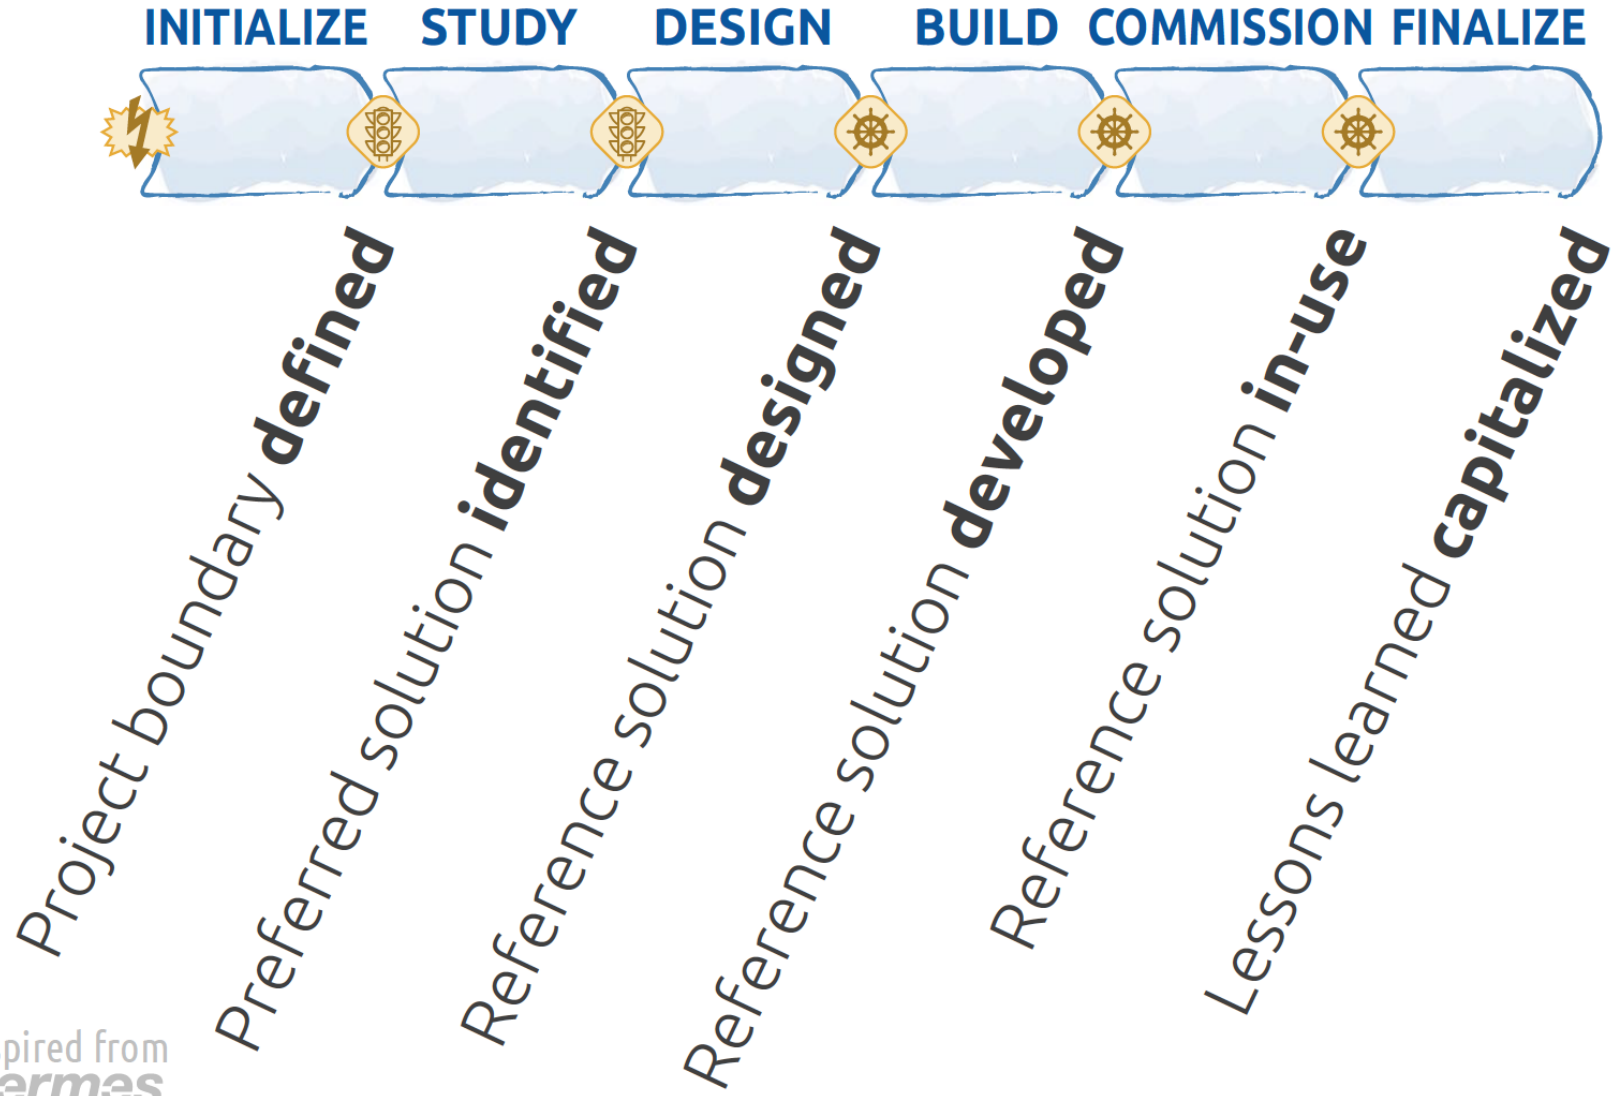 INITIALIZE STUDY DESIGN BUILD COMMISSION FINALIZE
Project boundary defined
Preferred solution identified
Reference solution designed
Reference solution developed
Reference solution in-use
Lessons learned capitalized
pired from
ermes